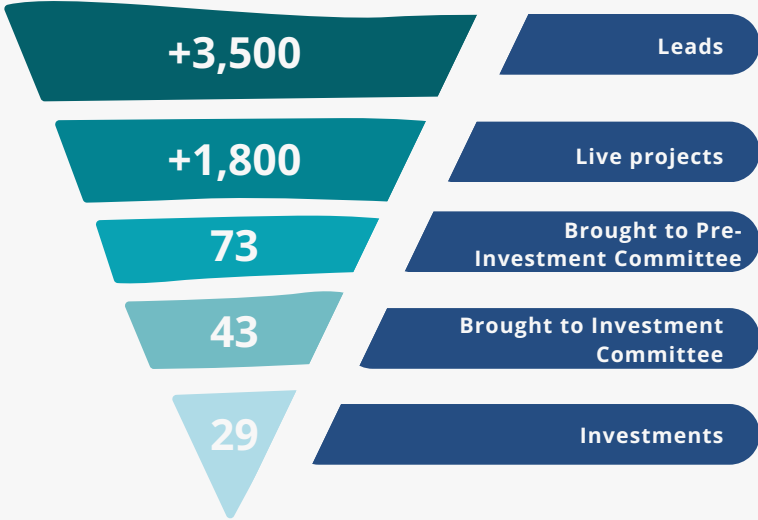 +3,500
Leads
+1,800
Live projects
73
Brought to Pre-
Investment Committee
43
Brought to Investment
Committee
29
Investments